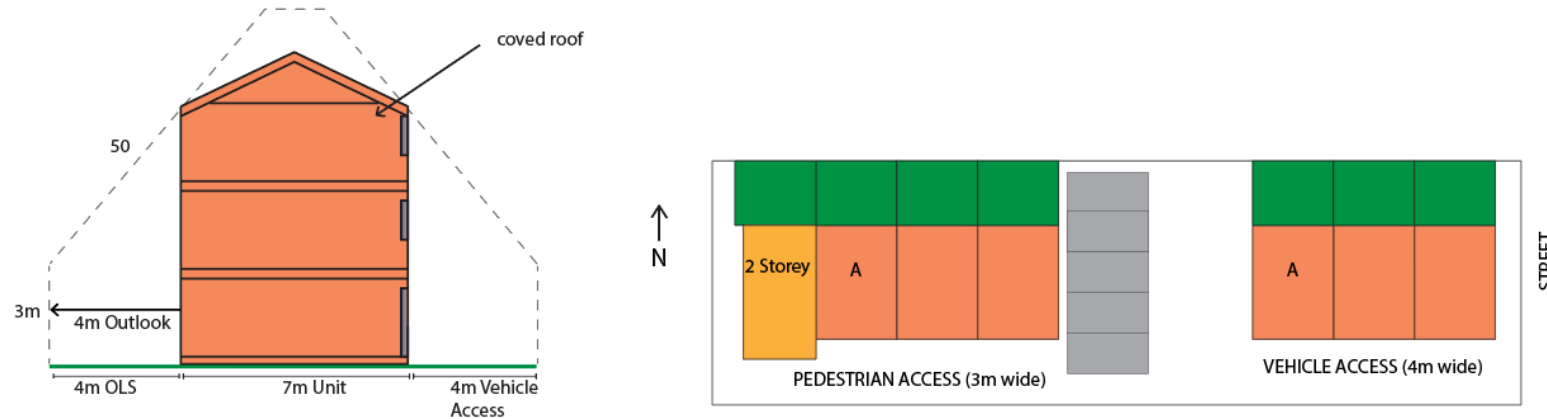 coved roof
50
3m
4m Outlook
4m OLS
7m Unit
4m Vehicle
Access
N
2 Storey
A
A
STREET
PEDESTRIAN ACCESS (3m wide)
VEHICLE ACCESS (4m wide)